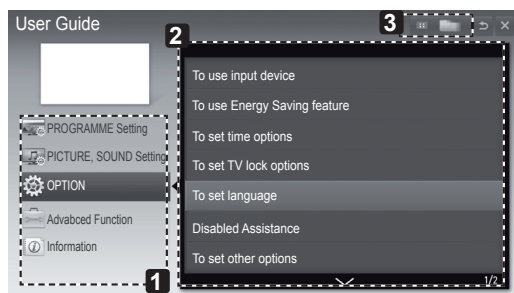 User Guide
3
2
To use input device
To use Energy Saving feature
To set time options
To set TV lock options
To set language
Disabled Assistance
To set other options
1/2
PROGRAMME Setting
PICTURE, SOUND Setting
OPTION
Advabced Function
Information
1